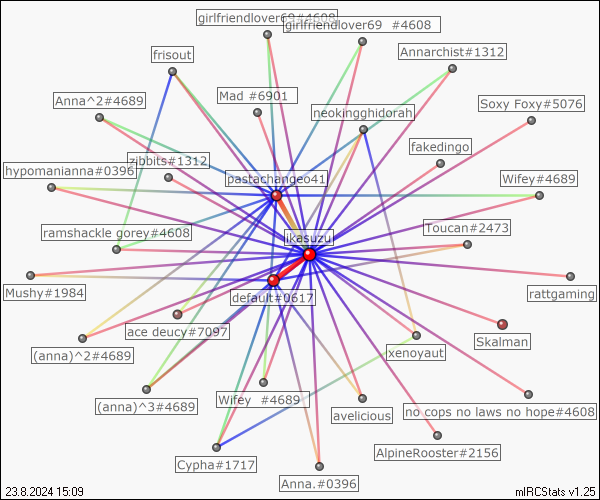 girlfriendlover69#4608
girlfriendlover69  #4608
frisout
Annarchist#1312
Anna^2#4689
Mad #6901
neokingghidorah
Soxy Foxy#5076
zibbits#1312
fakedingo
hypomanianna#0396
pastachangeo41
Wifey#4689
ramshackle gorey#4608
ikasuzu
Toucan#2473
Mushy#1984
default#0617
rattgaming
ace deucy#7097
Skalman
(anna)^2#4689
xenoyaut
(anna)^3#4689
Wifey  #4689
avelicious
no cops no laws no hope#4608
Cypha#1717
AlpineRooster#2156
Anna.#0396
23.8.2024 15:09
mIRCStats v1.25